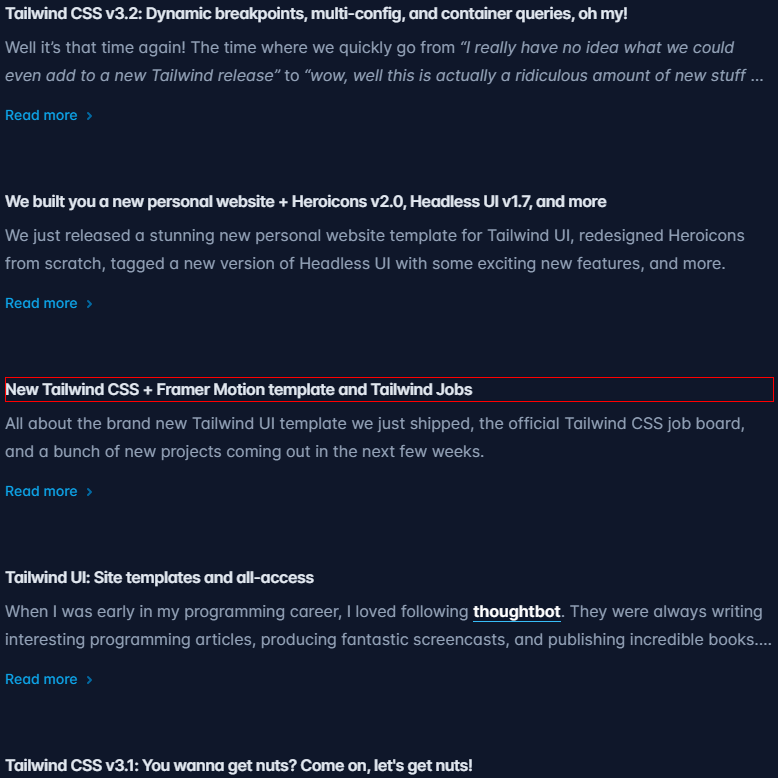 Tailwind CSS v3.2: Dynamic breakpoints, multi-config, and container queries, oh my!
Well it’s that time again! The time where we quickly go from “I really have no idea what we could
even add to a new Tailwind release” to “wow, well this is actually a ridiculous amount of new stuff ...
Read more
We built you a new personal website + Heroicons v2.0, Headless UI v1.7, and more
We just released a stunning new personal website template for Tailwind UI, redesigned Heroicons
from scratch, tagged a new version of Headless UI with some exciting new features, and more.
Read more
New Tailwind CSS + Framer Motion template and Tailwind Jobs
All about the brand new Tailwind UI template we just shipped, the official Tailwind CSS job board,
and a bunch of new projects coming out in the next few weeks.
Read more
Tailwind UI: Site templates and all-access
When I was early in my programming career, I loved following thoughtbot. They were always writing
interesting programming articles, producing fantastic screencasts, and publishing incredible books....
Read more
Tailwind CSS v3.1: You wanna get nuts? Come on, let's get nuts!